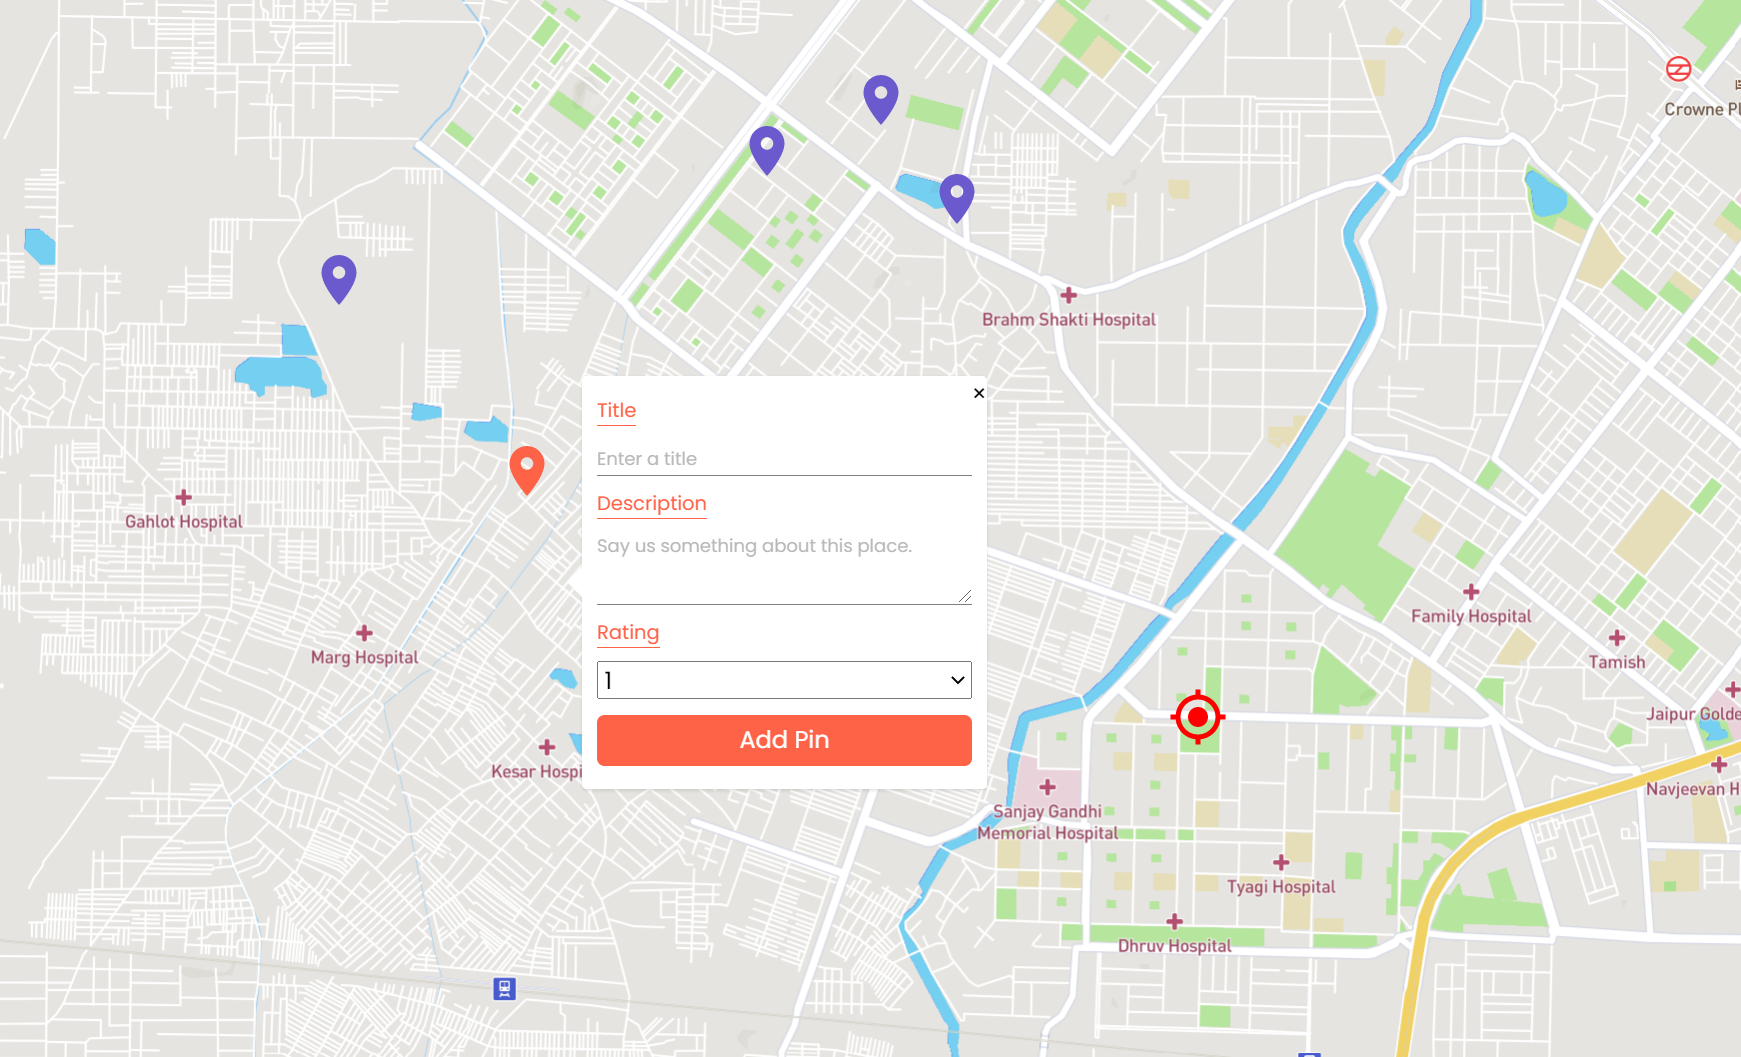 Crowne Pl
Brahm Shakti Hospital
×
Title
Enter a title
Description
Say us something about this place.
Rating
1
Add Pin
Gahlot Hospital
Marg Hospital
Kesar Hospi
Family Hospital
Tamish
Jaipur Golde
Navjeevan H
Sanjay Gandhi
Memorial Hospital
Tyagi Hospital
Dhruv Hospital